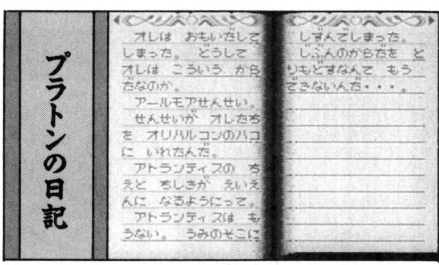 プラトンの日記
オレは おもいだして
しまった。 どうして
オレは こういう から
だなのか。
アールモアせんせい。
せんせいが オレたち
を オリハルコンのハコ
に いれたんだ。
アトランティスの ち
えと ちしきが えいえ
んに なるようにって。
アトランティスは も
うない。 うみのそこに
しずんでしまった。
じぶんのからだを と
りもどすなんて もう
できないんだ・・・。